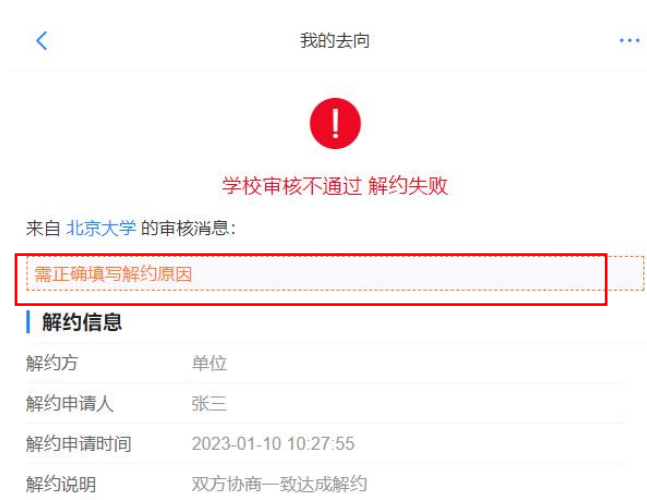 我的去向
学校审核不通过 解约失败
来自 北京大学 的审核消息：
需正确填写解约原因
解约信息
解约方 单位
解约申请人 张三
解约申请时间 2023-01-10 10:27:55
解约说明 双方协商一致达成解约